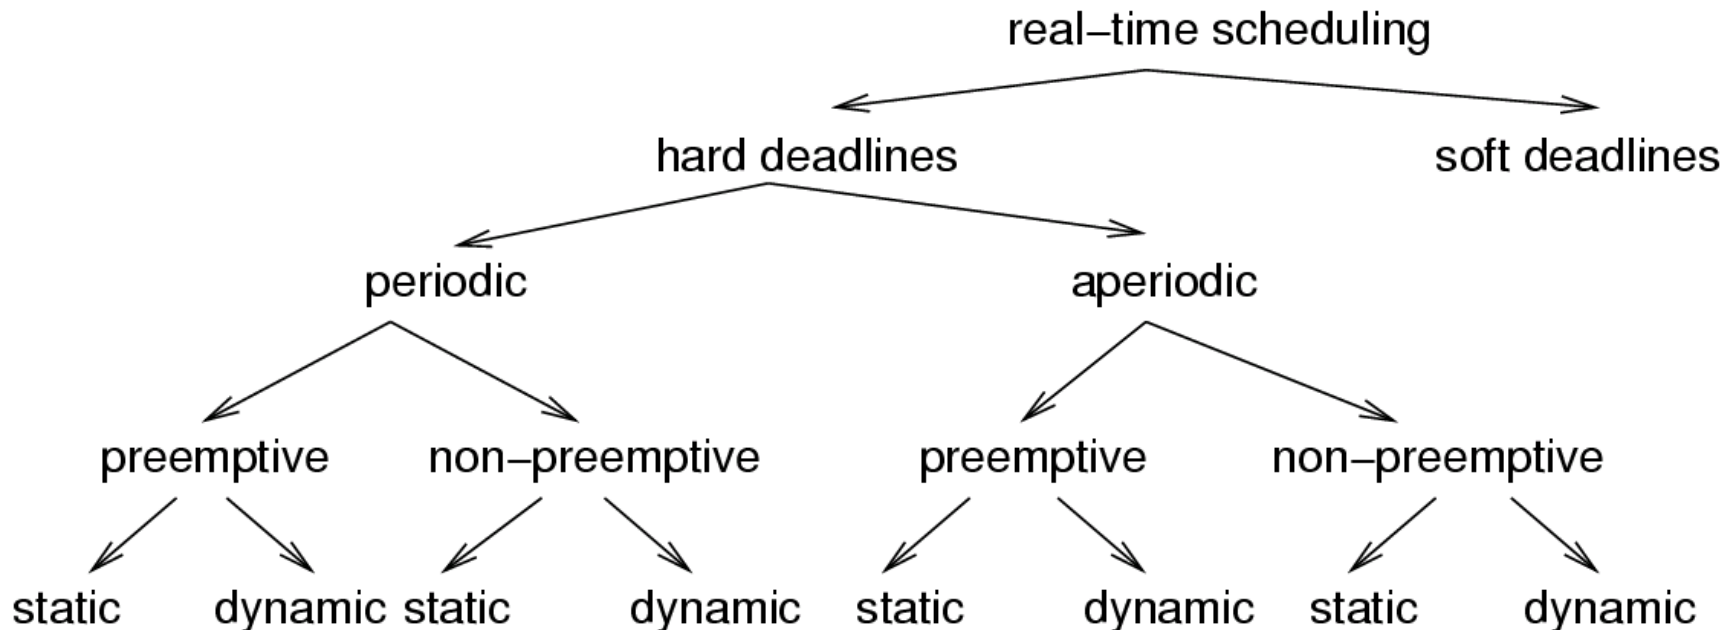 real–time scheduling
hard deadlines soft deadlines
periodic aperiodic
preemptive non–preemptive preemptive non–preemptive
static dynamic static dynamic static dynamic static dynamic